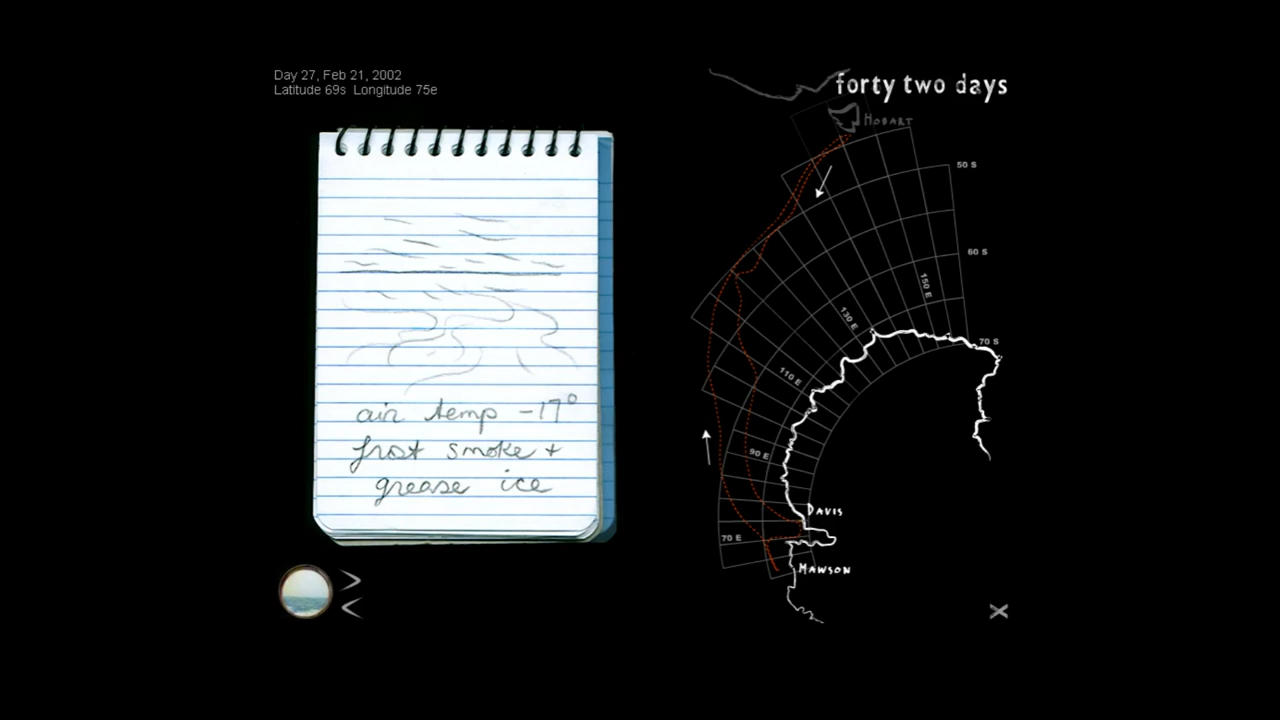 Day 27, Feb 21, 2002
Latitude 69s Longitude 75e
forty two days
HOBART
50 S
60 S
150 E
130 E
70 S
110 E
90 E
DAVIS
70 E
MAWSON
air temp -17°
frost smoke +
grease ice